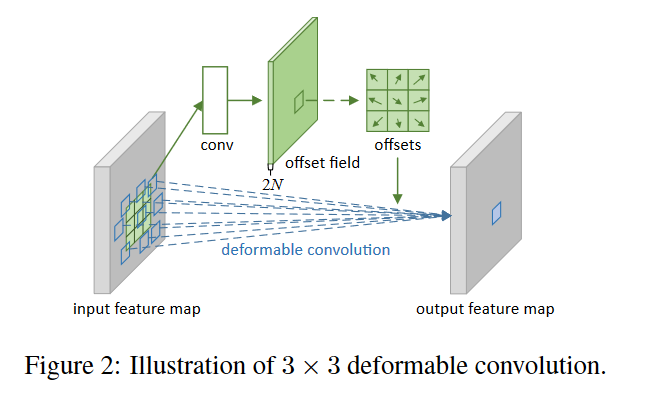 conv
offset field
offsets
2N
deformable convolution
input feature map
output feature map
Figure 2: Illustration of 3 × 3 deformable convolution.